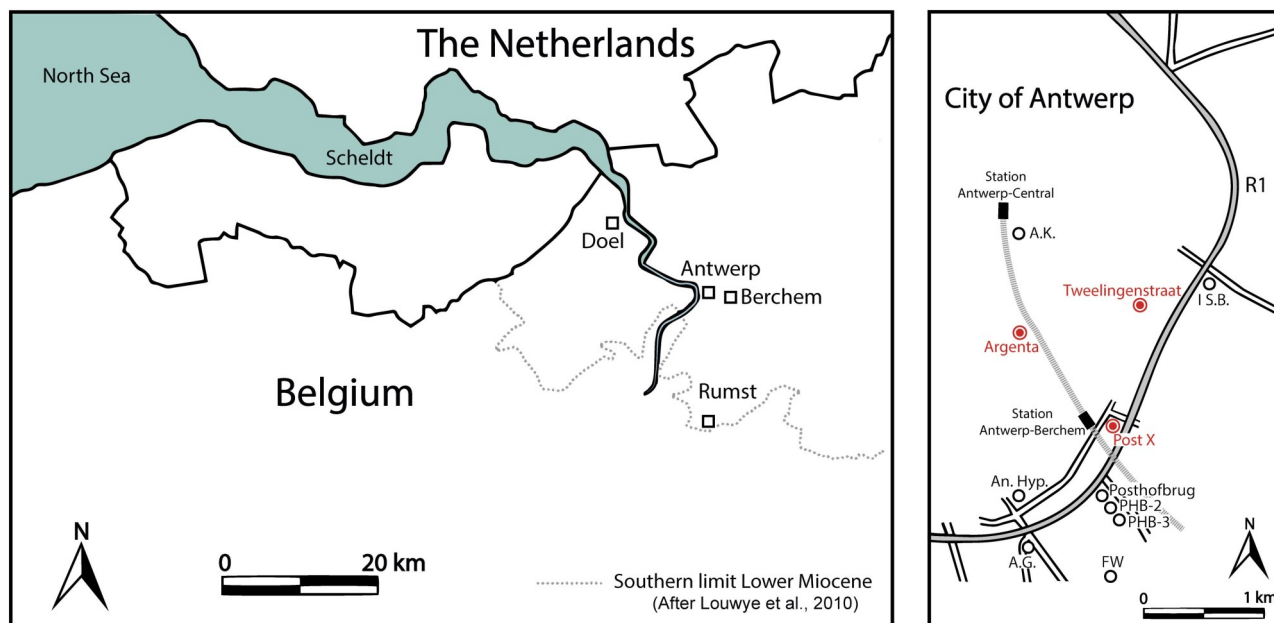 The Netherlands
North Sea
Scheldt
Doel
Antwerp
Berchem
Belgium
Rumst
N
0
20 km
Southern limit Lower Miocene
(After Louwye et al., 2010)
City of Antwerp
Station
Antwerp-Central
R1
A.K.
Tweelingenstraat
I S.B.
Argenta
Station
Antwerp-Berchem
Post X
An. Hyp.
Posthofbrug
PHB-2
PHB-3
A.G.
FW
N
0
1 km